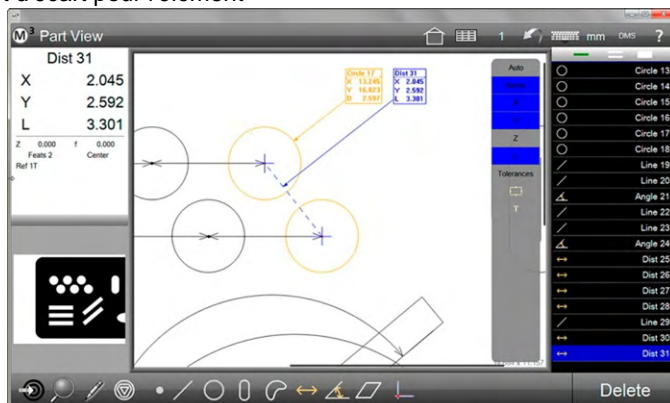 d'écart pour l'élément
M³ Part View
1
mm
DMS
?
Dist 31
X 2.045
Y 2.592
L 3.301
Z 0.000 f 0.000
Feats 2 Center
Ref 1T
Circle 17
X 13.245
Y 16.023
D 2.597
Dist 31
X 2.045
Y 2.592
L 3.301
Auto
Z
Tolerances
T
Circle 13
Circle 14
Circle 15
Circle 16
Circle 17
Circle 18
Line 19
Line 20
Angle 21
Line 22
Line 23
Angle 24
Dist 25
Dist 26
Dist 27
Dist 28
Line 29
Dist 30
Dist 31
Delete